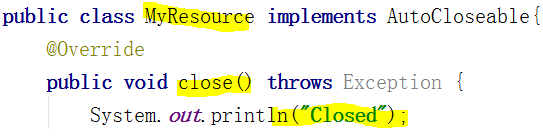 public class MyResource implements AutoCloseable{
@Override
public void close() throws Exception {
System.out.println("Closed");